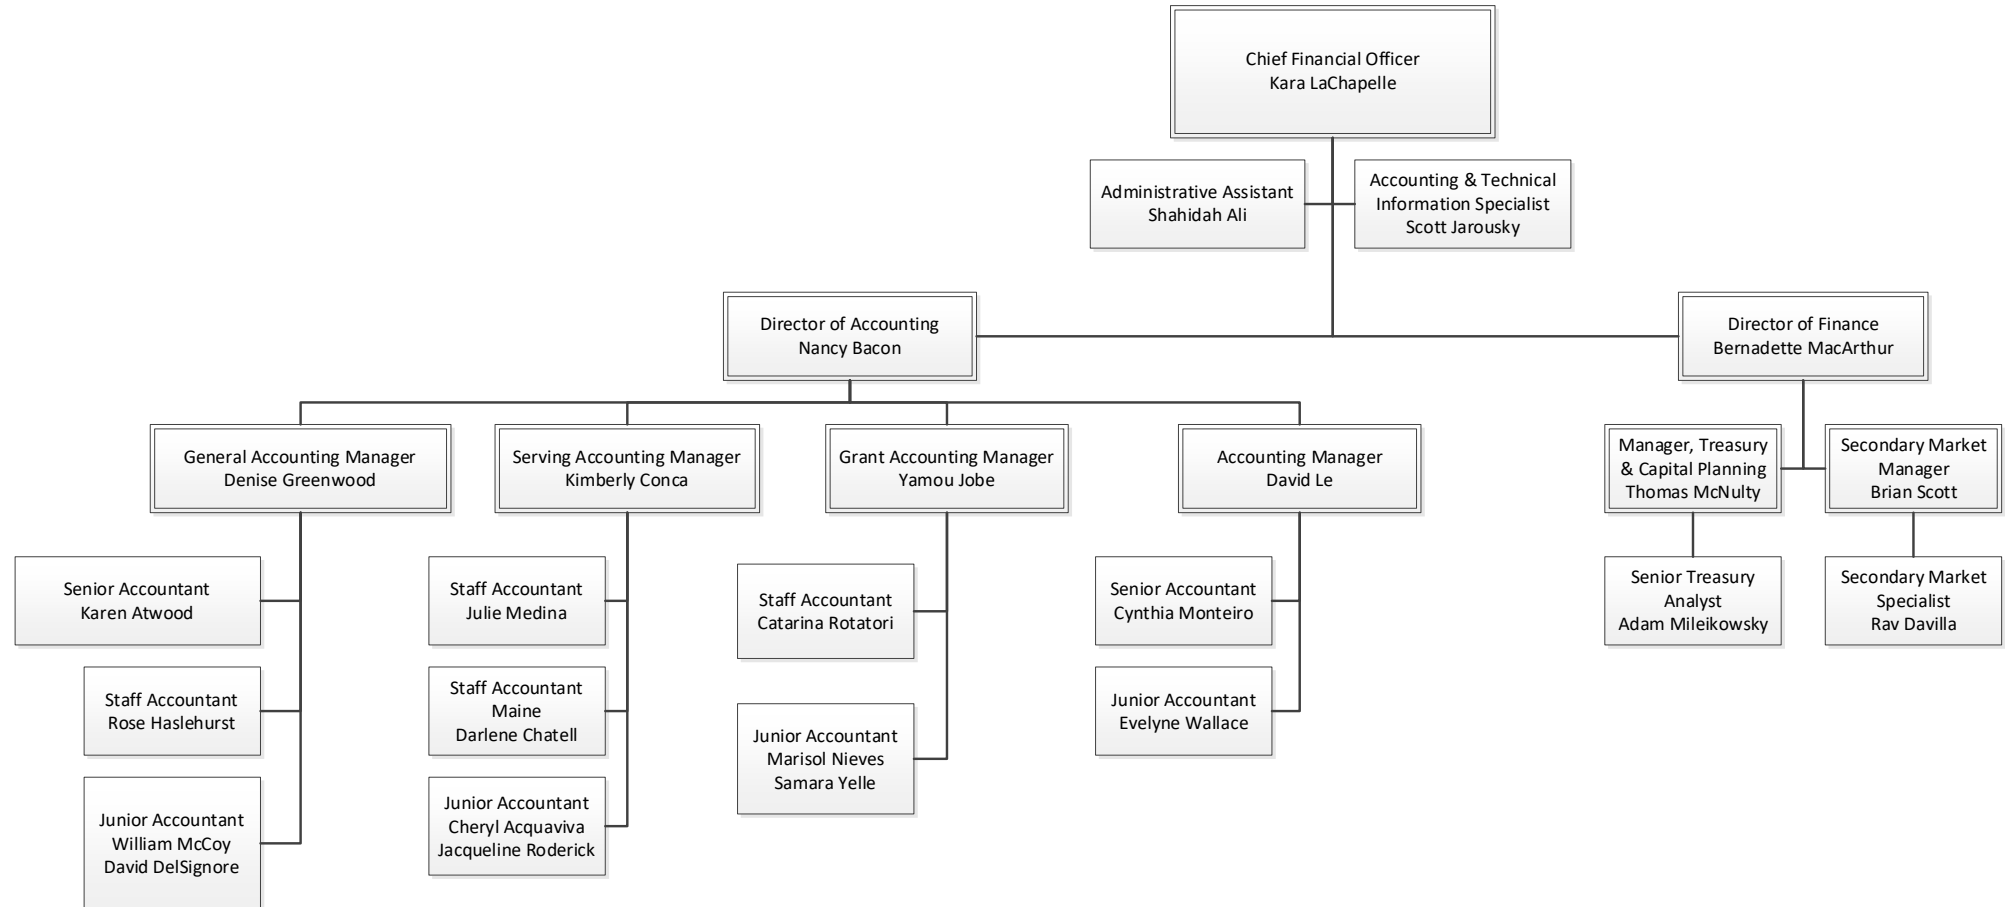 Chief Financial Officer
Kara LaChapelle
Administrative Assistant
Shahidah Ali
Accounting & Technical
Information Specialist
Scott Jarousky
Director of Accounting
Nancy Bacon
Director of Finance
Bernadette MacArthur
General Accounting Manager
Denise Greenwood
Serving Accounting Manager
Kimberly Conca
Grant Accounting Manager
Yamou Jobe
Accounting Manager
David Le
Manager, Treasury
& Capital Planning
Thomas McNulty
Secondary Market
Manager
Brian Scott
Senior Accountant
Karen Atwood
Staff Accountant
Julie Medina
Staff Accountant
Catarina Rotatori
Senior Accountant
Cynthia Monteiro
Senior Treasury
Analyst
Adam Mileikowsky
Secondary Market
Specialist
Rav Davilla
Staff Accountant
Rose Haslehurst
Staff Accountant
Maine
Darlene Chatell
Junior Accountant
Marisol Nieves
Samara Yelle
Junior Accountant
Evelyne Wallace
Junior Accountant
William McCoy
David DelSignore
Junior Accountant
Cheryl Acquaviva
Jacqueline Roderick